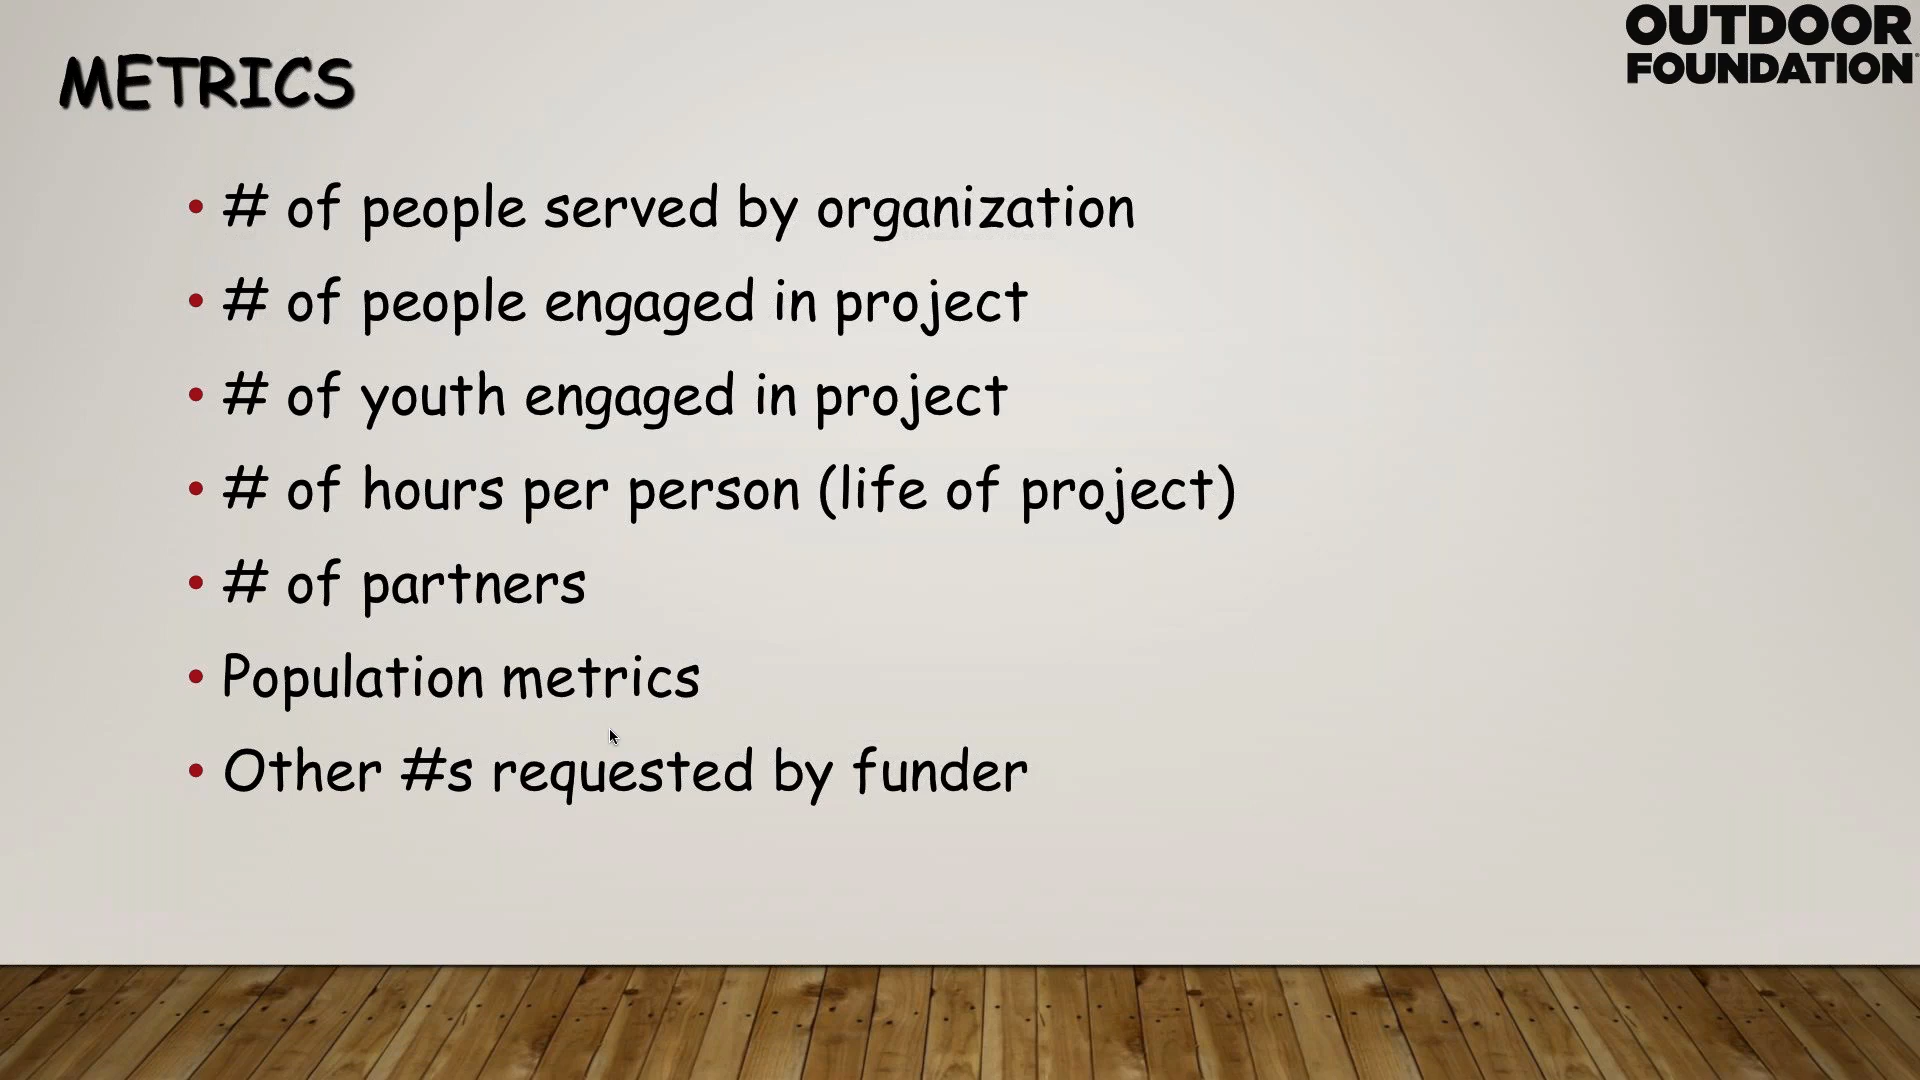 OUTDOOR
FOUNDATION
METRICS
• # of people served by organization
• # of people engaged in project
• # of youth engaged in project
• # of hours per person (life of project)
• # of partners
• Population metrics
• Other #s requested by funder